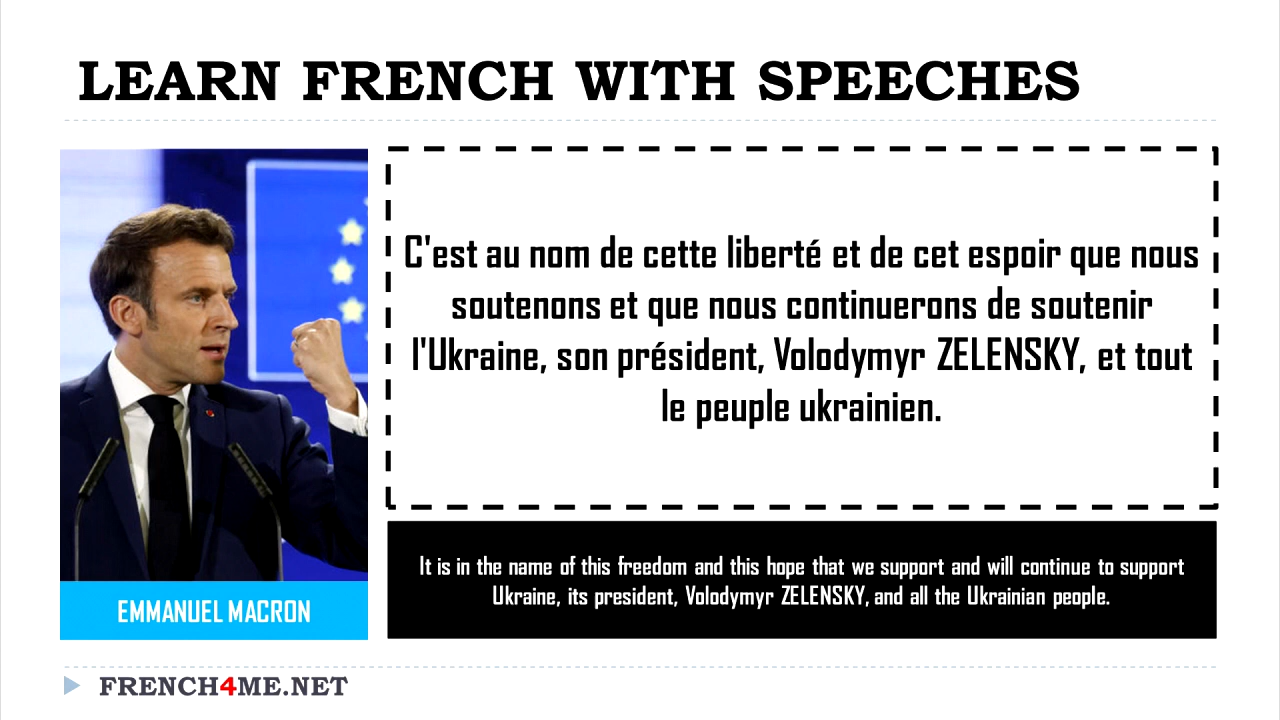 LEARN FRENCH WITH SPEECHES
C'est au nom de cette liberté et de cet espoir que nous
soutenons et que nous continuerons de soutenir
l'Ukraine, son président, Volodymyr ZELENSKY, et tout
le peuple ukrainien.
It is in the name of this freedom and this hope that we support and will continue to support
Ukraine, its president, Volodymyr ZELENSKY, and all the Ukrainian people.
EMMANUEL MACRON
FRENCH4ME.NET